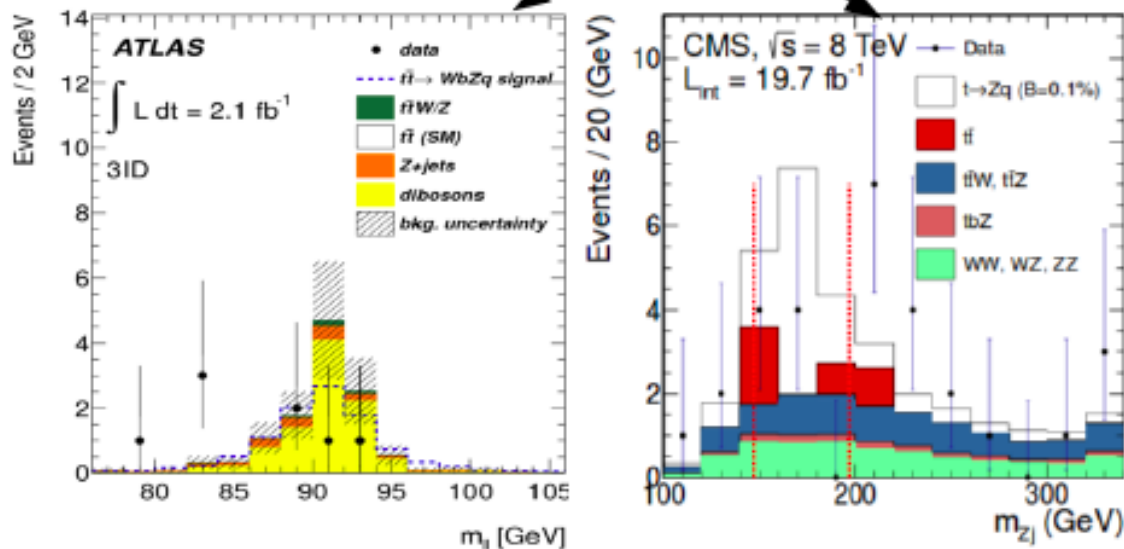 14
12
10
8
6
4
2
0
Events / 2 GeV
ATLAS
∫ L dt = 2.1 fb⁻¹
3ID
data
tt̄→ WbZq signal
tt̄W/Z
tt̄ (SM)
Z+jets
dibosons
bkg. uncertainty
80 85 90 95 100 105
m_ll [GeV]
10
8
6
4
2
0
Events / 20 (GeV)
CMS, √s = 8 TeV
L_int = 19.7 fb⁻¹
Data
t→Zq (B=0.1%)
tt̄
tt̄W, tt̄Z
tbZ
WW, WZ, ZZ
100 200 300
m_Zj (GeV)